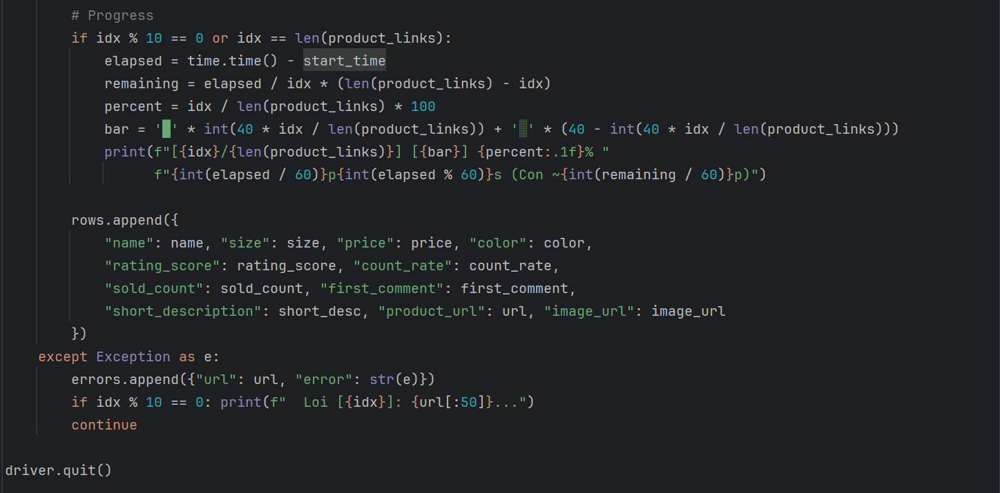 # Progress
if idx % 10 == 0 or idx == len(product_links):
elapsed = time.time() - start_time
remaining = elapsed / idx * (len(product_links) - idx)
percent = idx / len(product_links) * 100
bar = '█' * int(40 * idx / len(product_links)) + '░' * (40 - int(40 * idx / len(product_links)))
print(f"[{idx}/{len(product_links)}] [{bar}] {percent:.1f}% "
f"{int(elapsed / 60)}p{int(elapsed % 60)}s (Con ~{int(remaining / 60)}p)")
rows.append({
"name": name, "size": size, "price": price, "color": color,
"rating_score": rating_score, "count_rate": count_rate,
"sold_count": sold_count, "first_comment": first_comment,
"short_description": short_desc, "product_url": url, "image_url": image_url
})
except Exception as e:
errors.append({"url": url, "error": str(e)})
if idx % 10 == 0: print(f"  Loi [{idx}]: {url[:50]}...")
continue
driver.quit()